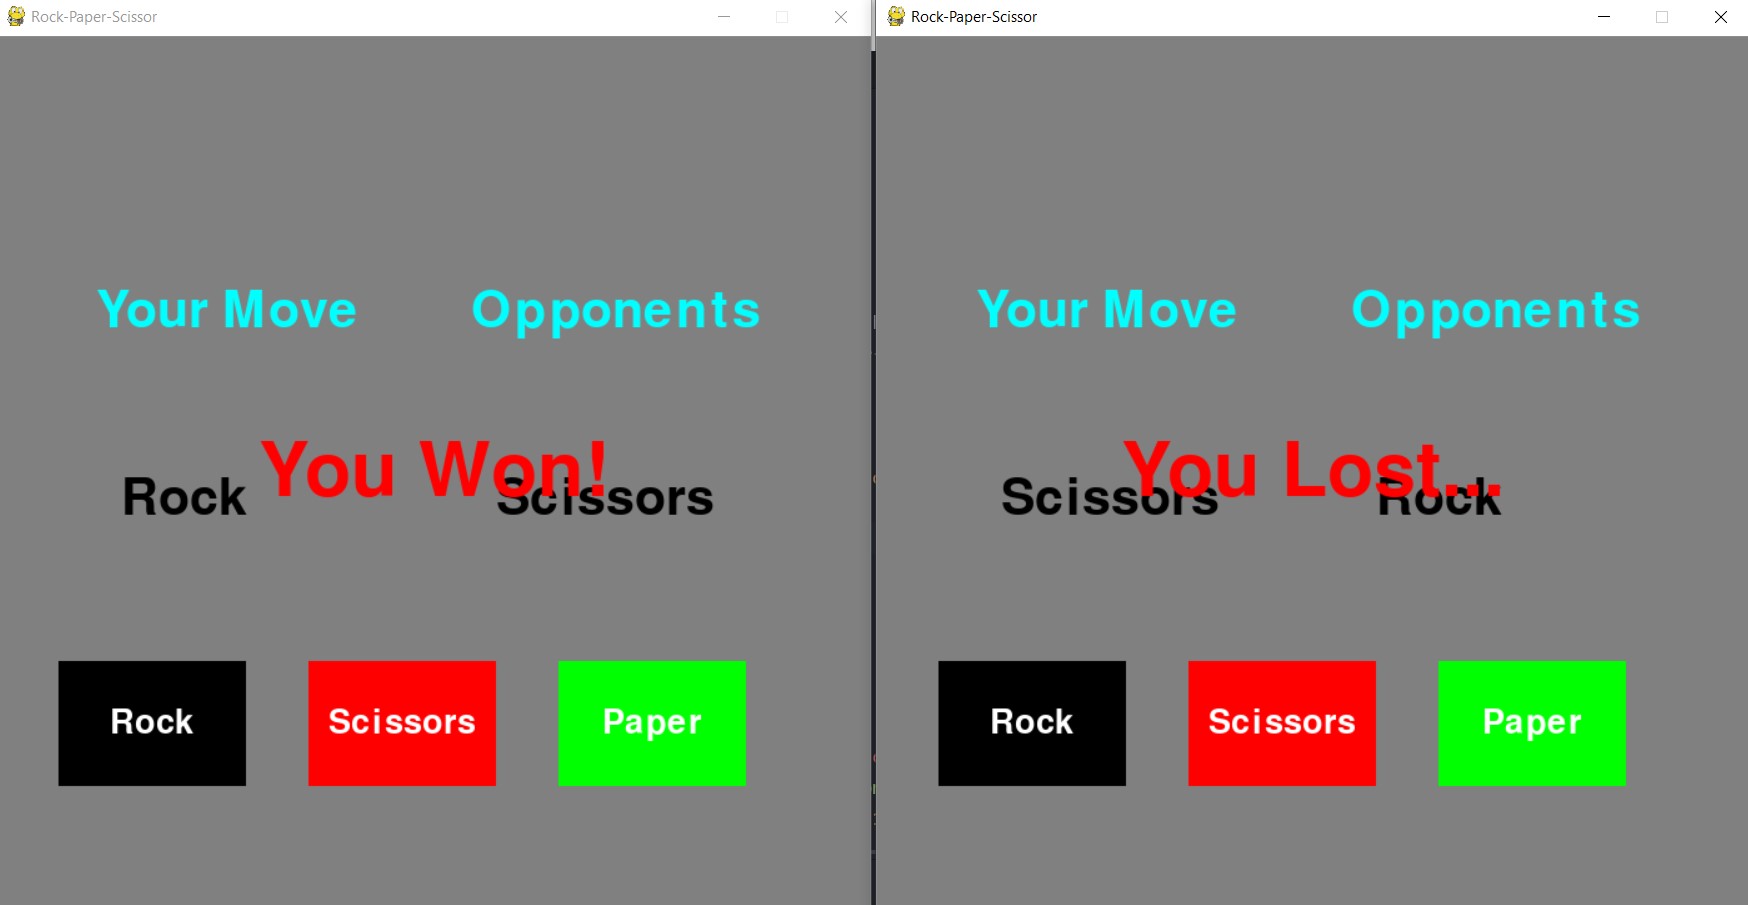 Rock-Paper-Scissor
Your Move Opponents
You Won!
Rock Scissors
Rock Scissors Paper
Rock-Paper-Scissor
Your Move Opponents
You Lost...
Scissors Rock
Rock Scissors Paper